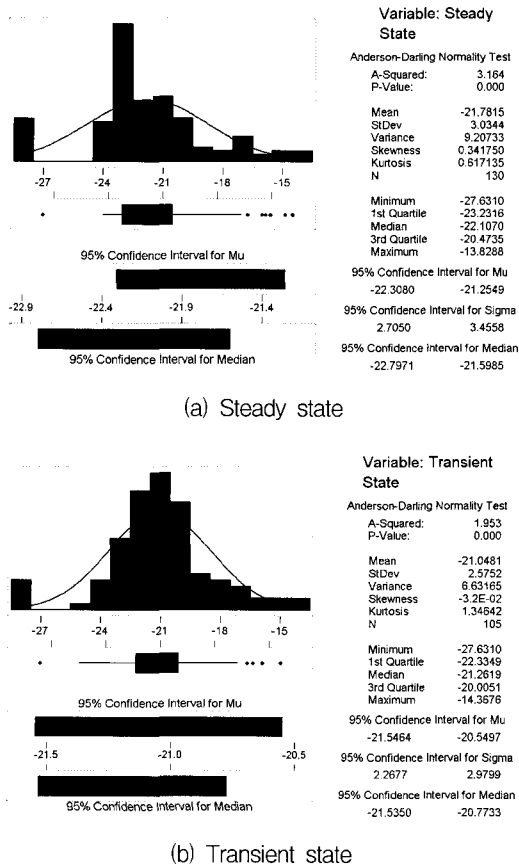 Variable: Steady
State
Anderson-Darling Normality Test
A-Squared: 3.164
P-Value: 0.000
Mean -21.7815
StDev 3.0344
Variance 9.20733
Skewness 0.341750
Kurtosis 0.617135
N 130
Minimum -27.6310
1st Quartile -23.2316
Median -22.1070
3rd Quartile -20.4735
Maximum -13.8288
95% Confidence Interval for Mu
-22.3080 -21.2549
95% Confidence Interval for Sigma
2.7050 3.4558
95% Confidence Interval for Median
-22.7971 -21.5985
-27 -24 -21 -18 -15
95% Confidence Interval for Mu
-22.9 -22.4 -21.9 -21.4
95% Confidence Interval for Median
(a) Steady state
Variable: Transient
State
Anderson-Darling Normality Test
A-Squared: 1.953
P-Value: 0.000
Mean -21.0481
StDev 2.5752
Variance 6.63165
Skewness -3.2E-02
Kurtosis 1.34642
N 105
Minimum -27.6310
1st Quartile -22.3349
Median -21.2619
3rd Quartile -20.0051
Maximum -14.3676
95% Confidence Interval for Mu
-21.5464 -20.5497
95% Confidence Interval for Sigma
2.2677 2.9799
95% Confidence Interval for Median
-21.5350 -20.7733
-27 -24 -21 -18 -15
95% Confidence Interval for Mu
-21.5 -21.0 -20.5
95% Confidence Interval for Median
(b) Transient state